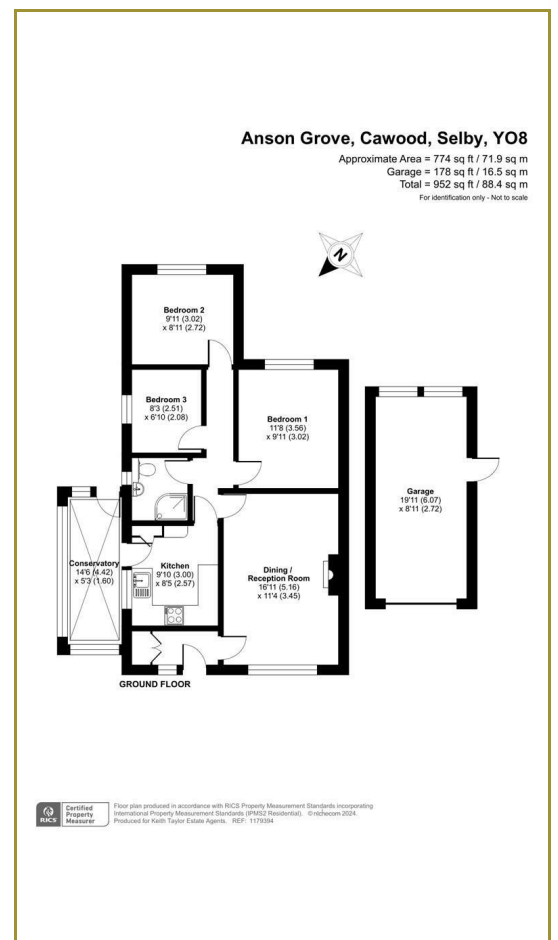 Anson Grove, Cawood, Selby, YO8
Approximate Area = 774 sq ft / 71.9 sq m
Garage = 178 sq ft / 16.5 sq m
Total = 952 sq ft / 88.4 sq m
For identification only - Not to scale
N
Bedroom 2
9'11 (3.02)
x 8'11 (2.72)
Bedroom 3
8'3 (2.51)
x 6'10 (2.08)
Bedroom 1
11'8 (3.56)
x 9'11 (3.02)
Garage
19'11 (6.07)
x 8'11 (2.72)
Conservatory
14'6 (4.42)
x 5'3 (1.60)
Kitchen
9'10 (3.00)
x 8'5 (2.57)
Dining /
Reception Room
16'11 (5.16)
x 11'4 (3.45)
GROUND FLOOR
RICS
Certified
Property
Measurer
Floor plan produced in accordance with RICS Property Measurement Standards incorporating
International Property Measurement Standards (IPMS2 Residential). © nichecom 2024.
Produced for Keith Taylor Estate Agents. REF: 1179394